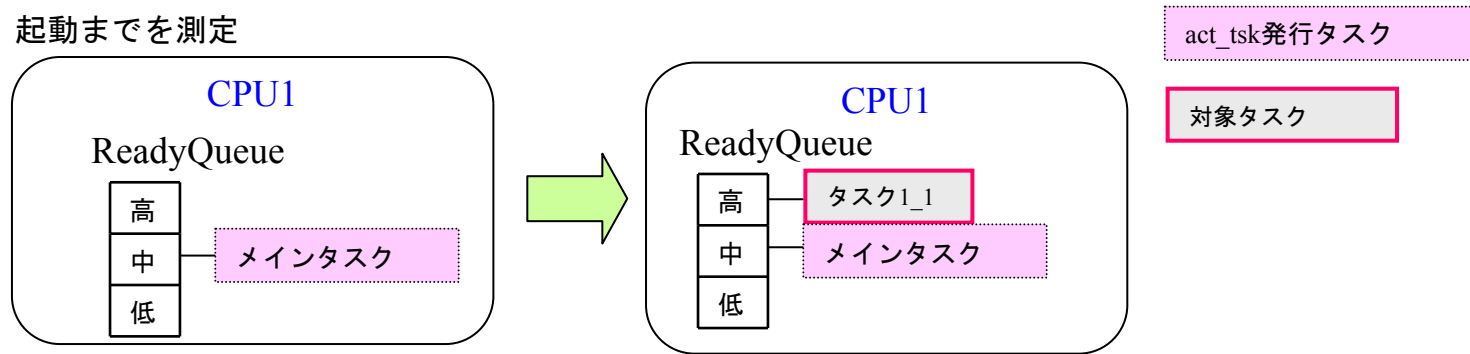 起動までを測定
CPU1
ReadyQueue
高
中
低
メインタスク
CPU1
ReadyQueue
高
中
低
タスク1_1
メインタスク
act_tsk発行タスク
対象タスク